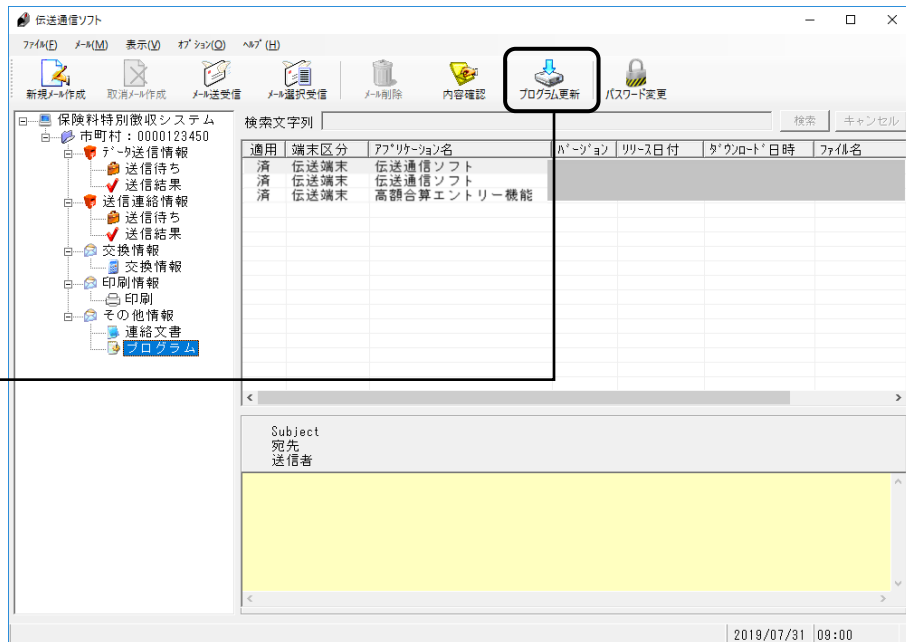 伝送通信ソフト
ファイル(F) メール(M) 表示(V) オプション(O) ヘルプ(H)
新規メール作成 取消メール作成 メール送受信 メール選択受信 メール削除 内容確認 プログラム更新 パスワード変更
保険料特別徴収システム
市町村：0000123450
データ送信情報
送信待ち
送信結果
送信連絡情報
送信待ち
送信結果
交換情報
交換情報
印刷情報
印刷
その他情報
連絡文書
プログラム
検索文字列 検索 キャンセル
適用 端末区分 アプリケーション名 バージョン リリース日付 ダウンロード日時 ファイル名
済 伝送端末 伝送通信ソフト
済 伝送端末 伝送通信ソフト
済 伝送端末 高額合算エントリー機能
Subject
宛先
送信者
2019/07/31 09:00